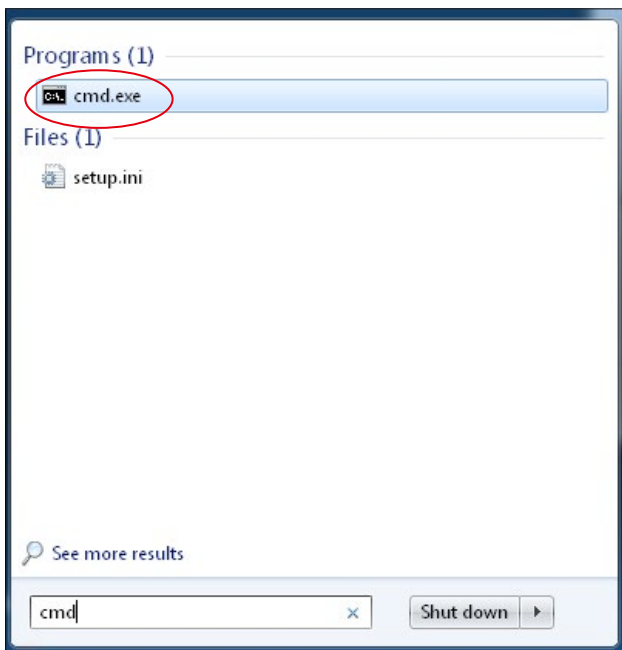 Programs (1)
C:\. cmd.exe
Files (1)
setup.ini
See more results
cmd
Shut down